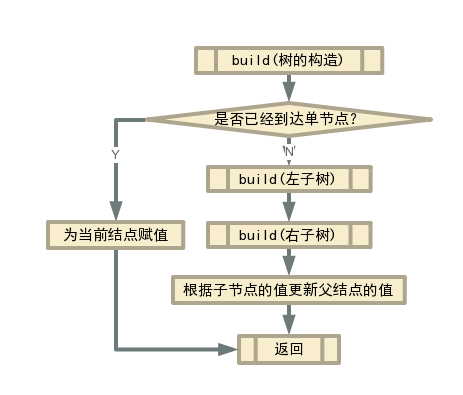 build(树的构造)
是否已经到达单节点?
Y
'N'
build(左子树)
为当前结点赋值
build(右子树)
根据子节点的值更新父结点的值
返回